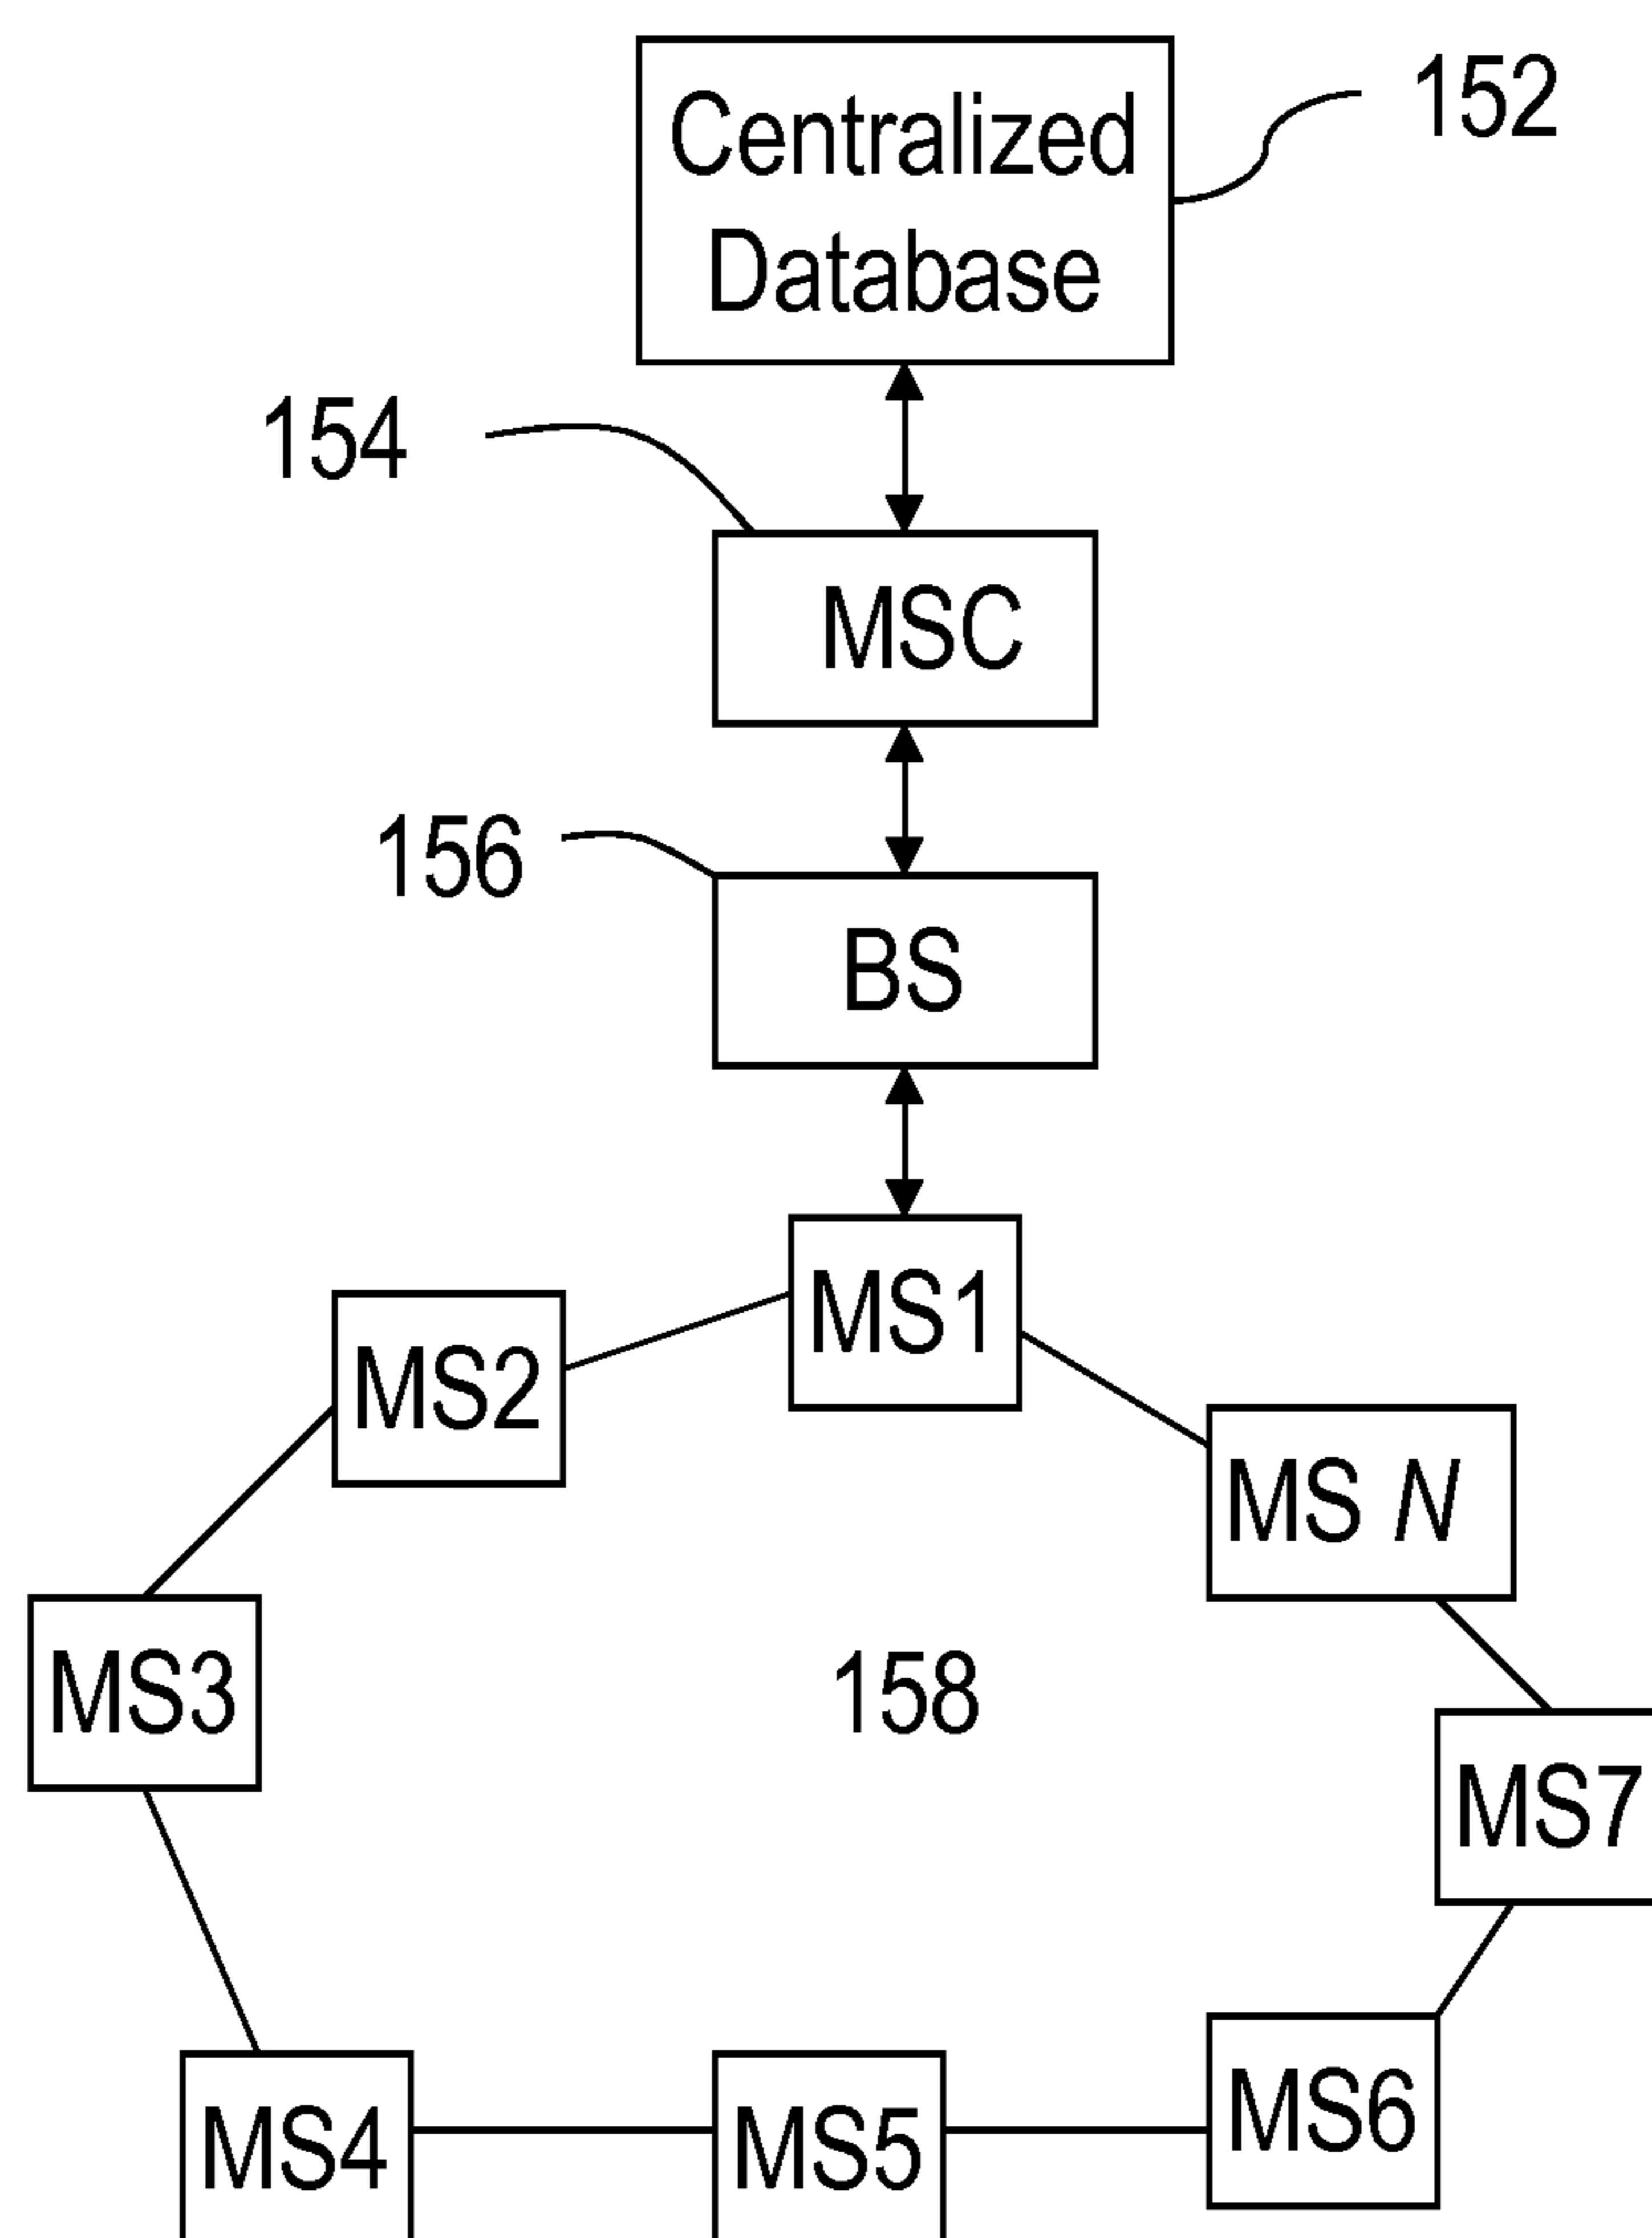 Centralized
Database
152
154
MSC
156
BS
MS1
MS2
MS N
MS3
158
MS7
MS4
MS5
MS6